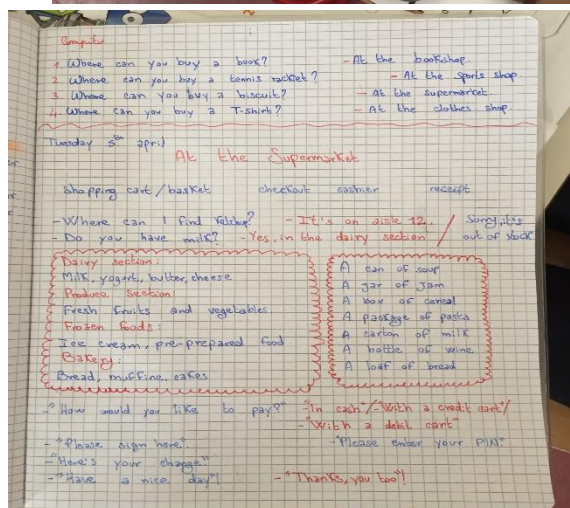 Computer
1. Where can you buy a book? - At the bookshop.
2. Where can you buy a tennis racket? - At the sports shop.
3. Where can you buy a biscuit? - At the supermarket.
4. Where can you buy a T-shirt? - At the clothes shop.
Tuesday 5th april
At the Supermarket
shopping cart / basket checkout cashier receipt
- Where can I find Ketchup? - It's on aisle 12. / Sorry, it's
- Do you have milk? - Yes, in the dairy section / out of stock
Dairy section:
Milk, yogurt, butter, cheese
Produce section:
Fresh fruits and vegetables
Frozen foods:
Ice cream, pre-prepared food
Bakery:
Bread, muffine, cakes
A can of soup
A jar of jam
A box of cereal
A package of pasta
A carton of milk
A bottle of wine
A loaf of bread
- "How would you like to pay?" - "In cash" / - With a credit cart" /
- "With a debit cart"
- "Please sign here" - "Please enter your PIN"
- "Here's your change"
- "Have a nice day"! - "Thanks, you too"!